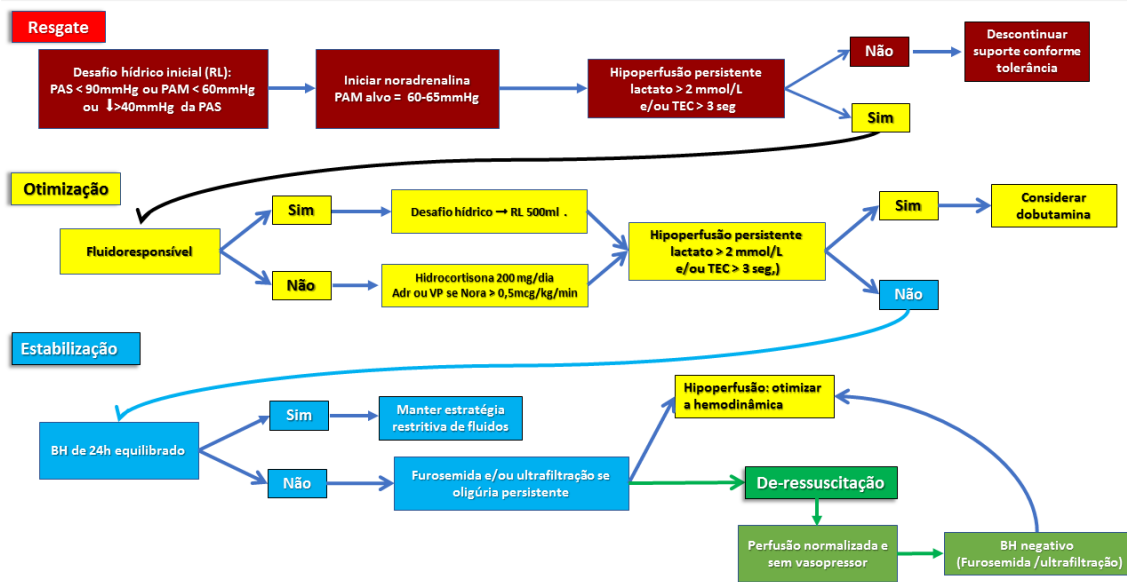 Resgate
Desafio hídrico inicial (RL):
PAS < 90mmHg ou PAM < 60mmHg
ou ⬇>40mmHg da PAS
Iniciar noradrenalina
PAM alvo = 60-65mmHg
Hipoperfusão persistente
lactato > 2 mmol/L
e/ou TEC > 3 seg
Não
Descontinuar
suporte conforme
tolerância
Sim
Otimização
Fluidoresponsível
Sim
Desafio hídrico → RL 500ml .
Não
Hidrocortisona 200 mg/dia
Adr ou VP se Nora > 0,5mcg/kg/min
Hipoperfusão persistente
lactato > 2 mmol/L
e/ou TEC > 3 seg,)
Sim
Considerar
dobutamina
Não
Estabilização
BH de 24h equilibrado
Sim
Manter estratégia
restritiva de fluidos
Não
Furosemida e/ou ultrafiltração se
oligúria persistente
Hipoperfusão: otimizar
a hemodinâmica
De-ressuscitação
Perfusão normalizada e
sem vasopressor
BH negativo
(Furosemida /ultrafiltração)